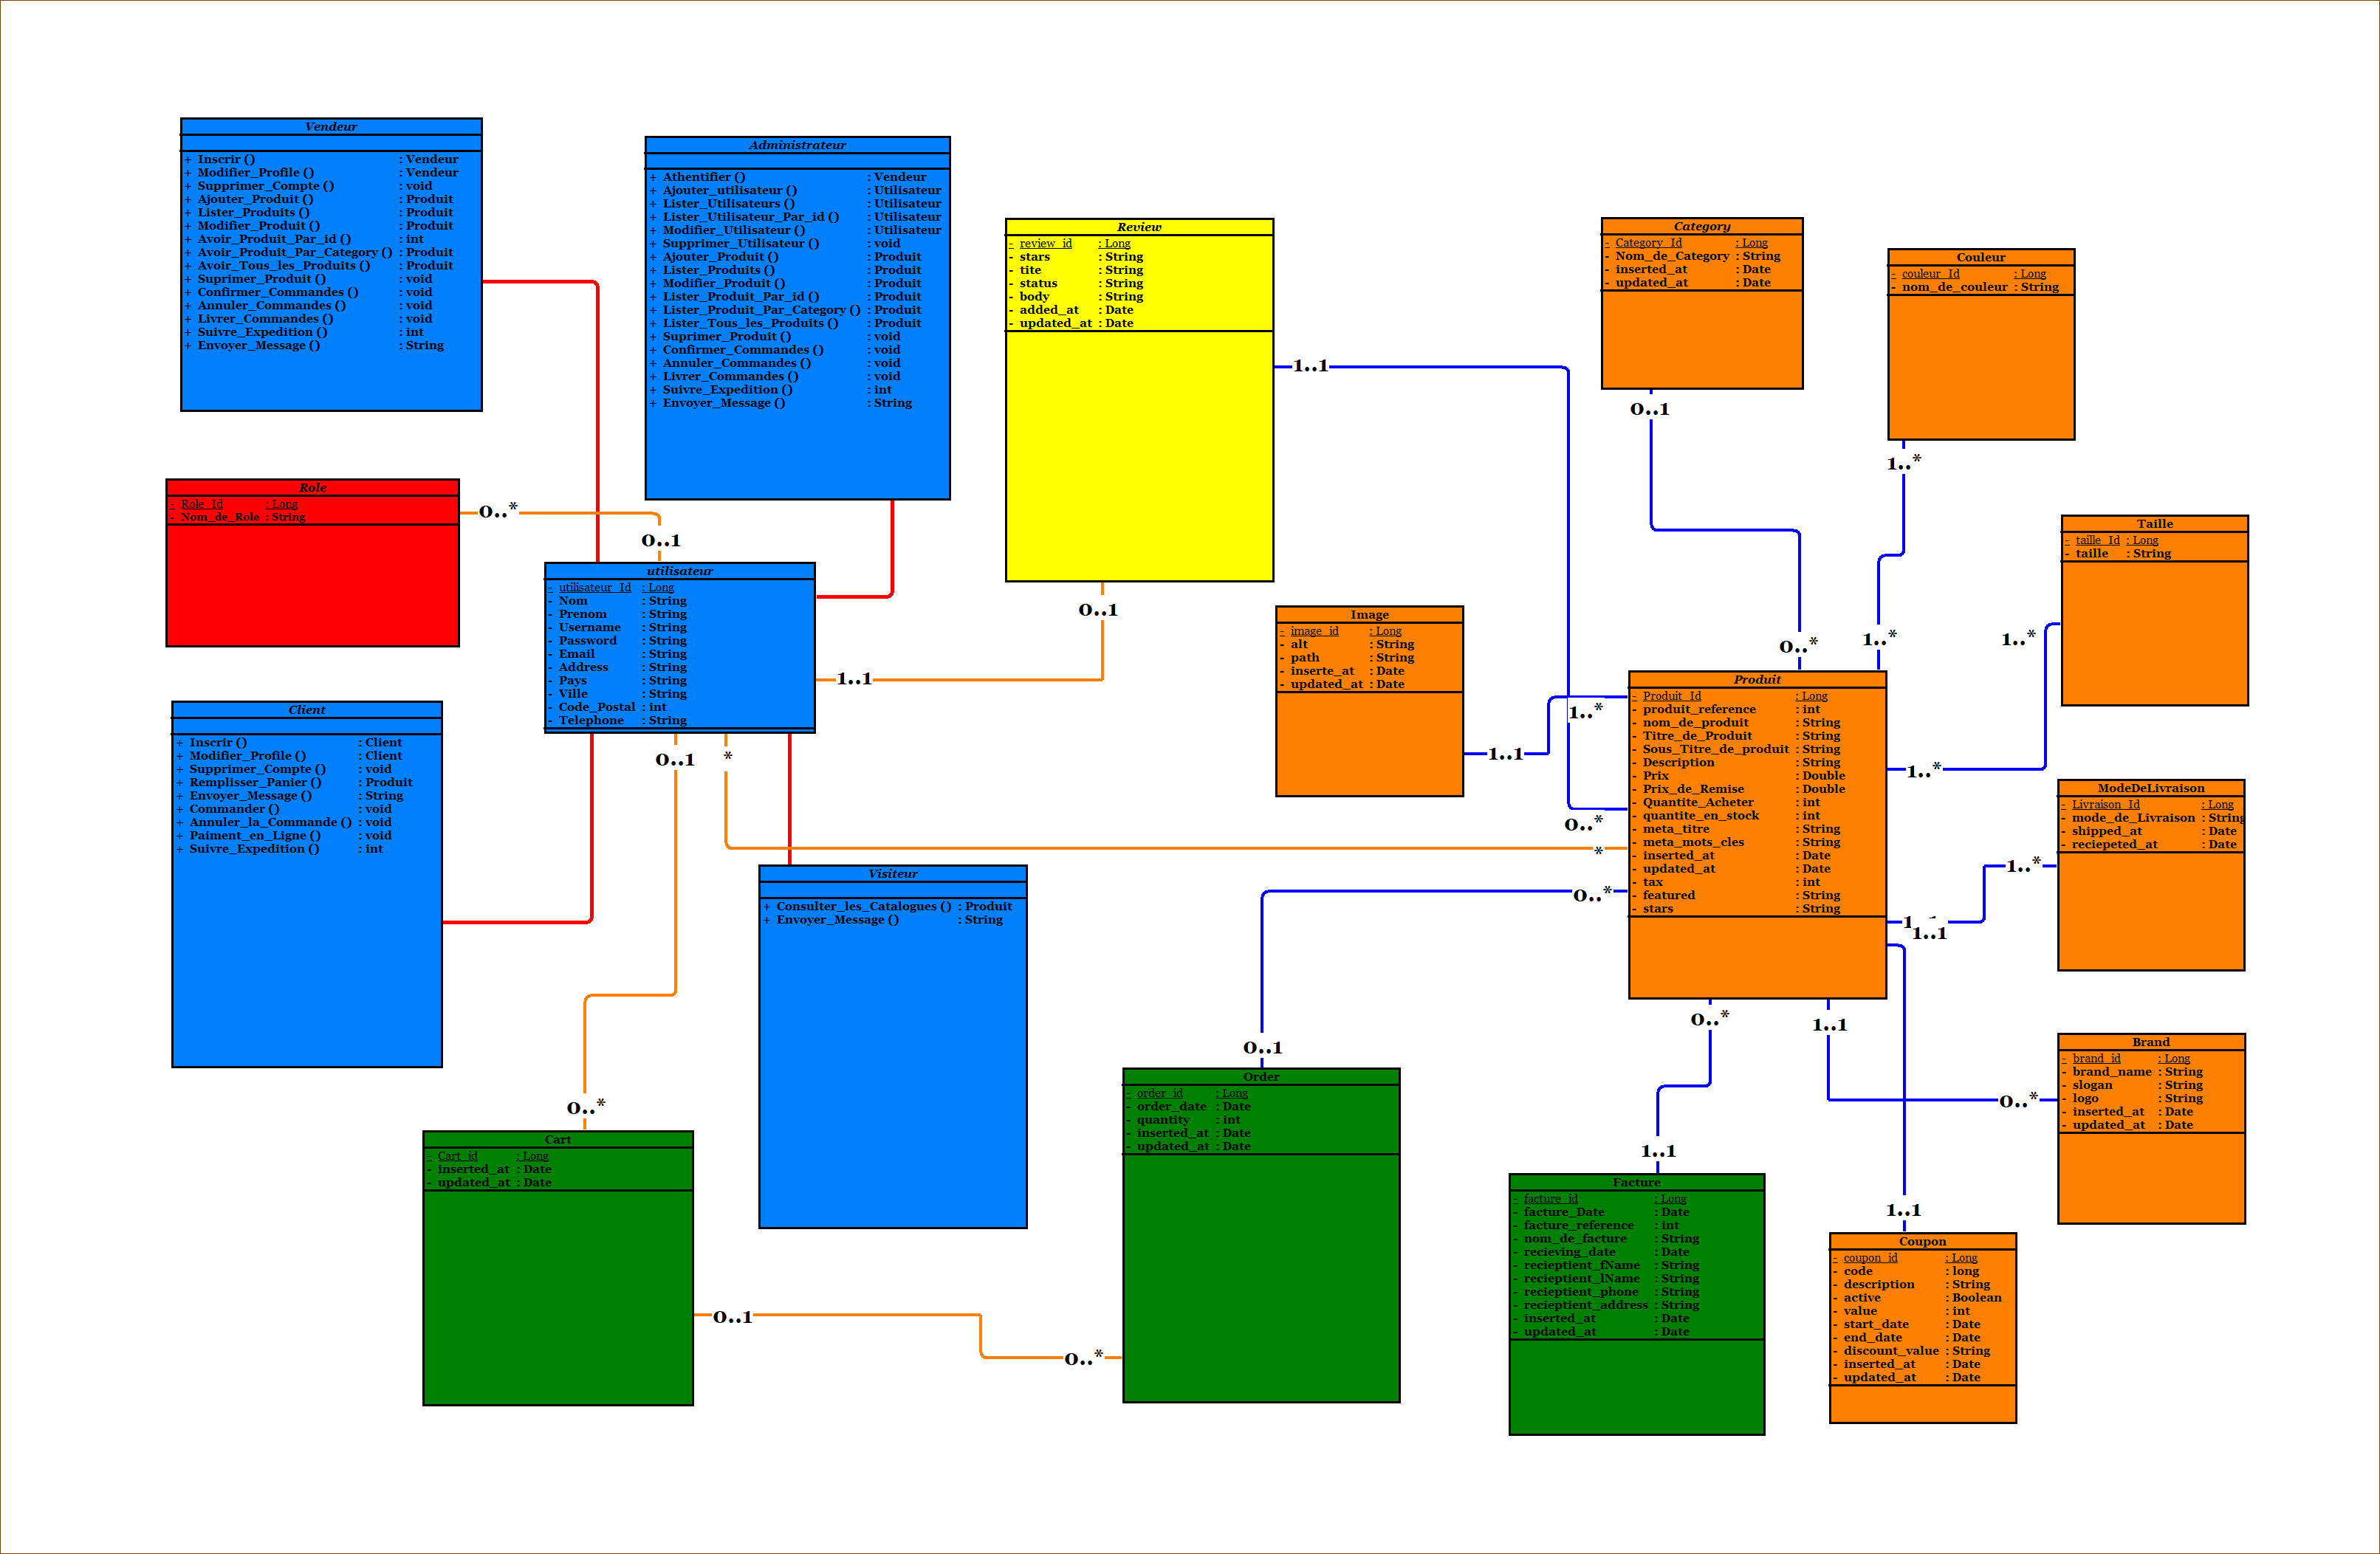 Vendeur
+ Inscrir () : Vendeur
+ Modifier_Profile () : Vendeur
+ Supprimer_Compte () : void
+ Ajouter_Produit () : Produit
+ Lister_Produits () : Produit
+ Modifier_Produit () : Produit
+ Avoir_Produit_Par_id () : int
+ Avoir_Produit_Par_Category () : Produit
+ Avoir_Tous_les_Produits () : Produit
+ Suprimer_Produit () : void
+ Confirmer_Commandes () : void
+ Annuler_Commandes () : void
+ Livrer_Commandes () : void
+ Suivre_Expedition () : int
+ Envoyer_Message () : String
Administrateur
+ Athentifier () : Vendeur
+ Ajouter_utilisateur () : Utilisateur
+ Lister_Utilisateurs () : Utilisateur
+ Lister_Utilisateur_Par_id () : Utilisateur
+ Modifier_Utilisateur () : Utilisateur
+ Supprimer_Utilisateur () : void
+ Ajouter_Produit () : Produit
+ Lister_Produits () : Produit
+ Modifier_Produit () : Produit
+ Lister_Produit_Par_id () : Produit
+ Lister_Produit_Par_Category () : Produit
+ Lister_Tous_les_Produits () : Produit
+ Suprimer_Produit () : void
+ Confirmer_Commandes () : void
+ Annuler_Commandes () : void
+ Livrer_Commandes () : void
+ Suivre_Expedition () : int
+ Envoyer_Message () : String
Review
- review_id : Long
- stars : String
- tite : String
- status : String
- body : String
- added_at : Date
- updated_at : Date
1..1
0..1
Category
- Category_Id : Long
- Nom_de_Category : String
- inserted_at : Date
- updated_at : Date
0..1
Couleur
- couleur_Id : Long
- nom_de_couleur : String
1..*
Role
- Role_Id : Long
- Nom_de_Role : String
0..*
0..1
Taille
- taille_Id : Long
- taille : String
1..*
utilisateur
- utilisateur_Id : Long
- Nom : String
- Prenom : String
- Username : String
- Password : String
- Email : String
- Address : String
- Pays : String
- Ville : String
- Code_Postal : int
- Telephone : String
1..1
0..1
*
Image
- image_id : Long
- alt : String
- path : String
- inserte_at : Date
- updated_at : Date
1..1
0..*
1..*
Produit
- Produit_Id : Long
- produit_reference : int
- nom_de_produit : String
- Titre_de_Produit : String
- Sous_Titre_de_produit : String
- Description : String
- Prix : Double
- Prix_de_Remise : Double
- Quantite_Acheter : int
- quantite_en_stock : int
- meta_titre : String
- meta_mots_cles : String
- inserted_at : Date
- updated_at : Date
- tax : int
- featured : String
- stars : String
1..*
0..*
*
0..*
1..*
1..1
0..*
1..1
Client
+ Inscrir () : Client
+ Modifier_Profile () : Client
+ Supprimer_Compte () : void
+ Remplisser_Panier () : Produit
+ Envoyer_Message () : String
+ Commander () : void
+ Annuler_la_Commande () : void
+ Paiment_en_Ligne () : void
+ Suivre_Expedition () : int
Visiteur
+ Consulter_les_Catalogues () : Produit
+ Envoyer_Message () : String
ModeDeLivraison
- Livraison_Id : Long
- mode_de_Livraison : String
- shipped_at : Date
- reciepeted_at : Date
1..*
Brand
- brand_id : Long
- brand_name : String
- slogan : String
- logo : String
- inserted_at : Date
- updated_at : Date
0..*
0..1
Order
- order_id : Long
- order_date : Date
- quantity : int
- inserted_at : Date
- updated_at : Date
0..*
0..*
Cart
- Cart_id : Long
- inserted_at : Date
- updated_at : Date
0..1
1..1
Facture
- facture_id : Long
- facture_Date : Date
- facture_reference : int
- nom_de_facture : String
- recieving_date : Date
- recieptient_fName : String
- recieptient_lName : String
- recieptient_phone : String
- recieptient_address : String
- inserted_at : Date
- updated_at : Date
1..1
Coupon
- coupon_id : Long
- code : long
- description : String
- active : Boolean
- value : int
- start_date : Date
- end_date : Date
- discount_value : String
- inserted_at : Date
- updated_at : Date